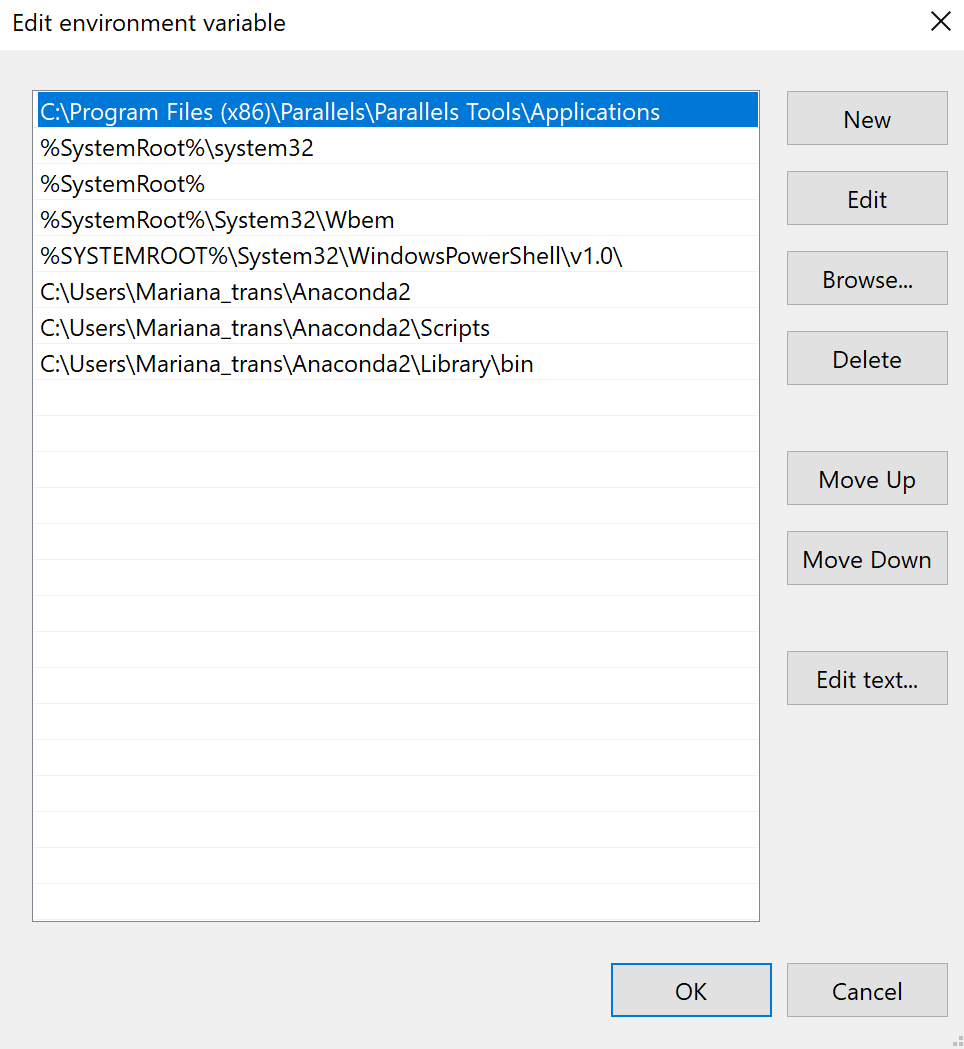 Edit environment variable
C:\Program Files (x86)\Parallels\Parallels Tools\Applications
%SystemRoot%\system32
%SystemRoot%
%SystemRoot%\System32\Wbem
%SYSTEMROOT%\System32\WindowsPowerShell\v1.0\
C:\Users\Mariana_trans\Anaconda2
C:\Users\Mariana_trans\Anaconda2\Scripts
C:\Users\Mariana_trans\Anaconda2\Library\bin
New
Edit
Browse...
Delete
Move Up
Move Down
Edit text...
OK
Cancel